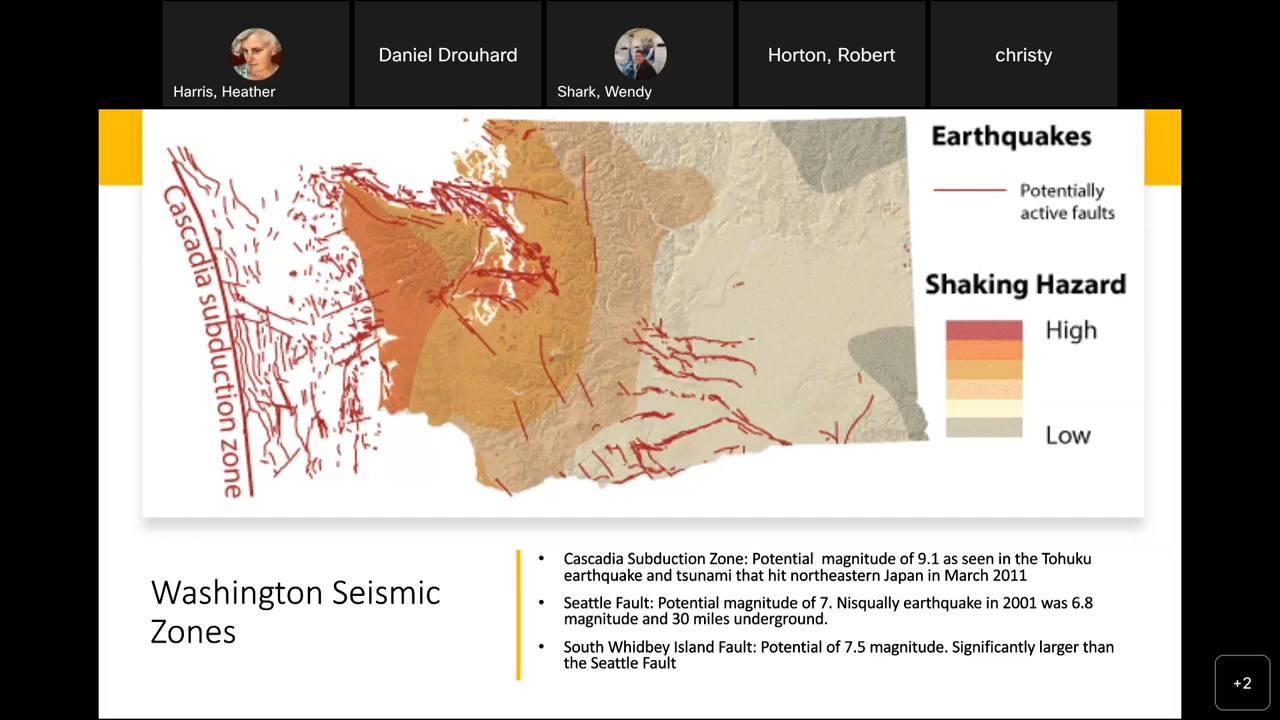 Daniel Drouhard
Horton, Robert
christy
Harris, Heather
Shark, Wendy
Cascadia subduction zone
Earthquakes
Potentially
active faults
Shaking Hazard
High
Low
Washington Seismic
Zones
• Cascadia Subduction Zone: Potential magnitude of 9.1 as seen in the Tohuku
earthquake and tsunami that hit northeastern Japan in March 2011
• Seattle Fault: Potential magnitude of 7. Nisqually earthquake in 2001 was 6.8
magnitude and 30 miles underground.
• South Whidbey Island Fault: Potential of 7.5 magnitude. Significantly larger than
the Seattle Fault
+2